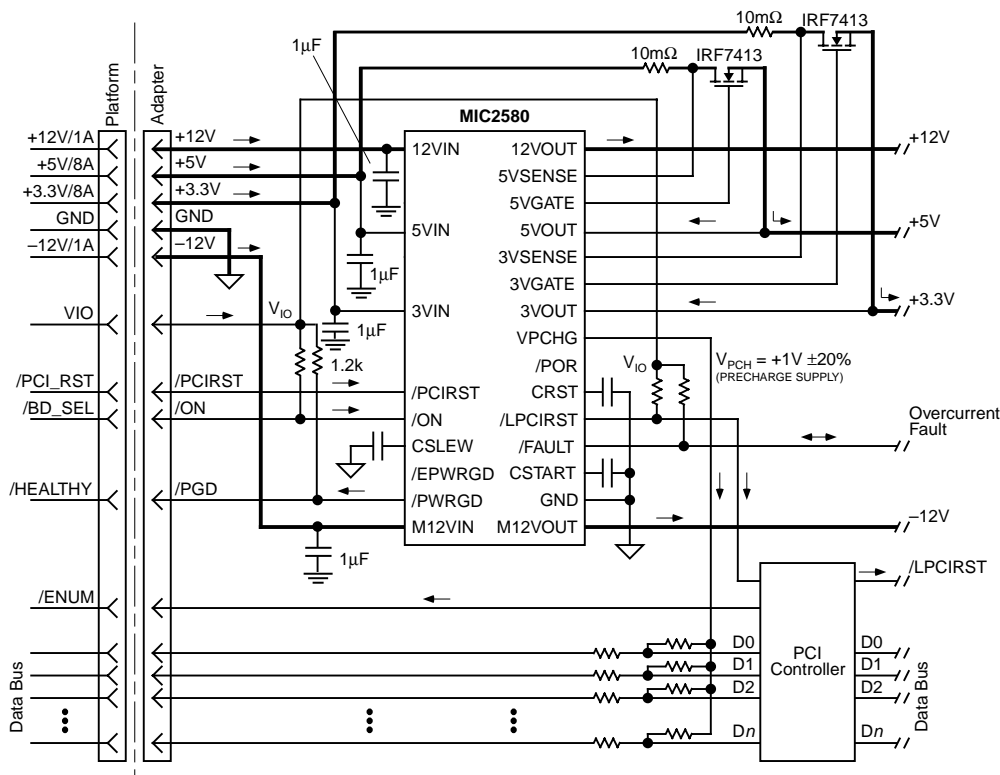 10mΩ
IRF7413
10mΩ
IRF7413
1µF
Platform
Adapter
MIC2580
+12V/1A
+12V
12VIN
12VOUT
+12V
+5V/8A
+5V
5VSENSE
+3.3V/8A
+3.3V
5VGATE
GND
GND
5VIN
5VOUT
+5V
–12V/1A
–12V
3VSENSE
1µF
3VGATE
VIO
VIO
3VIN
3VOUT
+3.3V
1µF
VPCHG
1.2k
/POR
VIO
VPCH = +1V ±20%
(PRECHARGE SUPPLY)
/PCI_RST
/PCIRST
/PCIRST
CRST
/BD_SEL
/ON
/ON
/LPCIRST
Overcurrent
Fault
CSLEW
/FAULT
/EPWRGD
CSTART
/HEALTHY
/PGD
/PWRGD
GND
M12VIN
M12VOUT
–12V
1µF
/LPCIRST
/ENUM
PCI
Controller
D0
D0
D1
D1
D2
D2
Dn
Dn
Data Bus
Data Bus